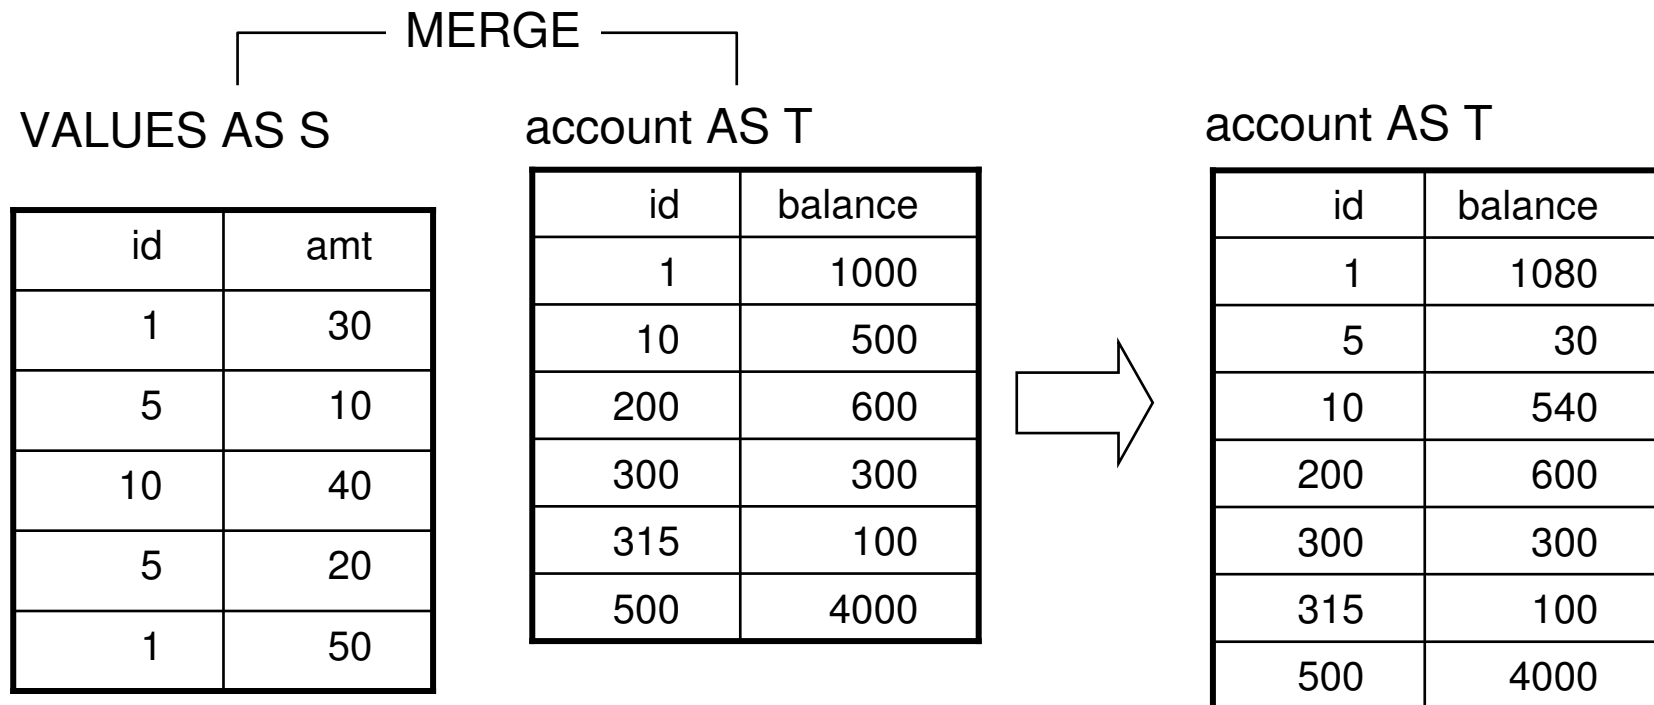 MERGE
VALUES AS S
id amt
1 30
5 10
10 40
5 20
1 50
account AS T
id balance
1 1000
10 500
200 600
300 300
315 100
500 4000
account AS T
id balance
1 1080
5 30
10 540
200 600
300 300
315 100
500 4000